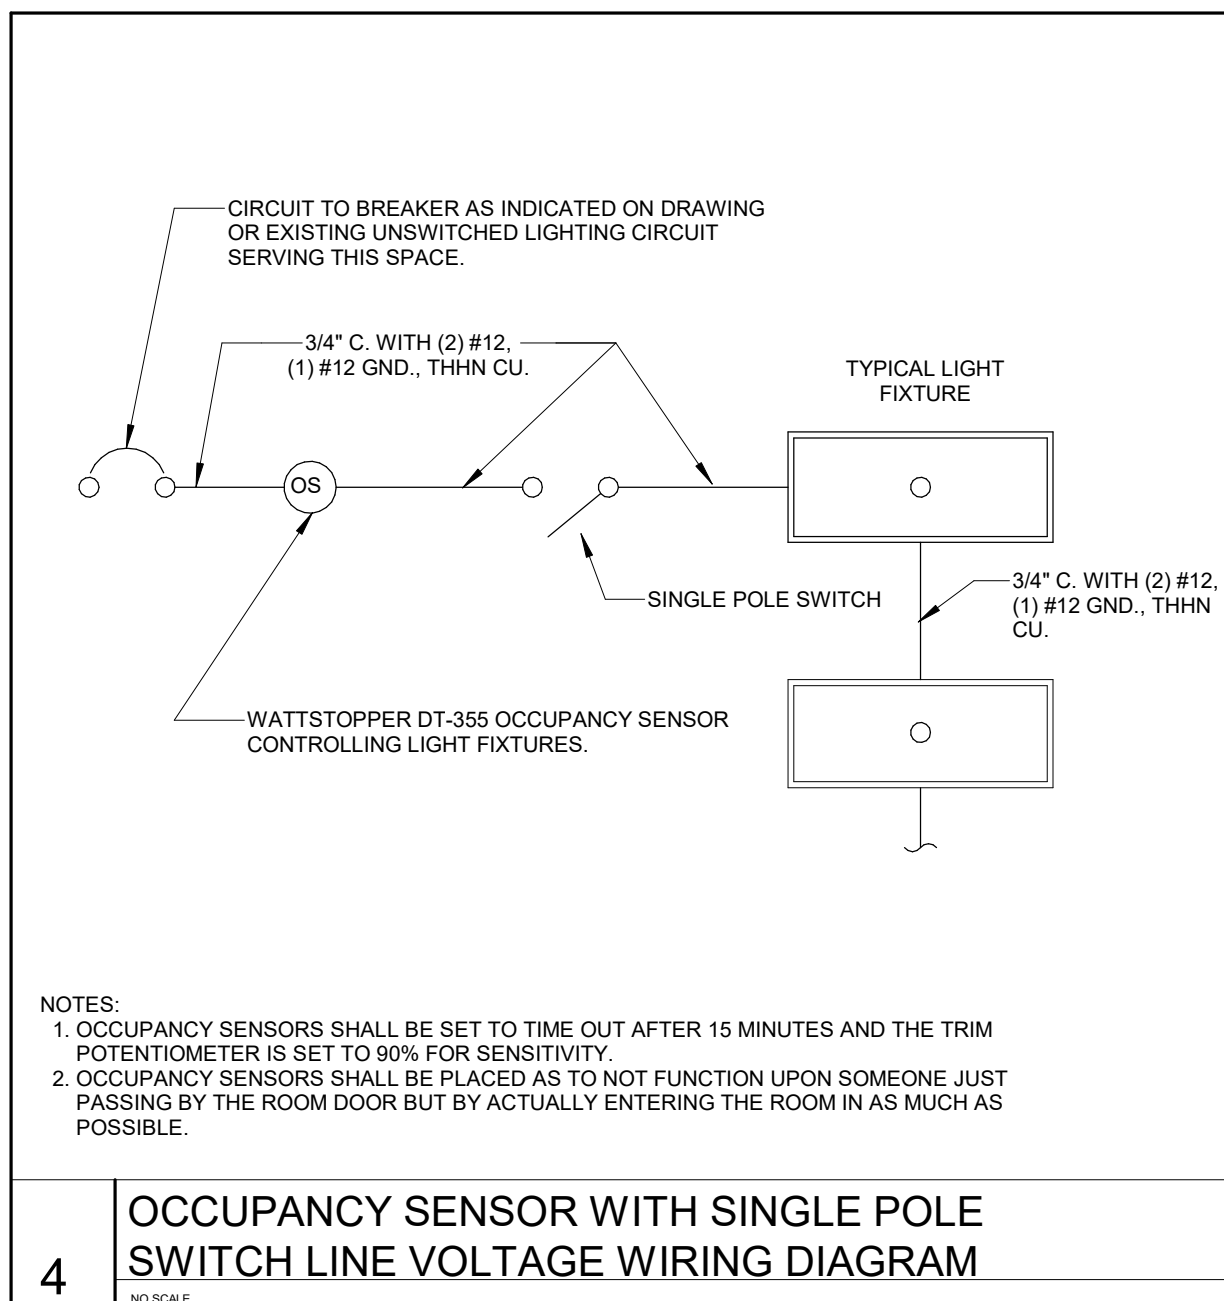 CIRCUIT TO BREAKER AS INDICATED ON DRAWING
OR EXISTING UNSWITCHED LIGHTING CIRCUIT
SERVING THIS SPACE.
3/4" C. WITH (2) #12,
(1) #12 GND., THHN CU.
TYPICAL LIGHT
FIXTURE
OS
3/4" C. WITH (2) #12,
(1) #12 GND., THHN
CU.
SINGLE POLE SWITCH
WATTSTOPPER DT-355 OCCUPANCY SENSOR
CONTROLLING LIGHT FIXTURES.
NOTES:
1. OCCUPANCY SENSORS SHALL BE SET TO TIME OUT AFTER 15 MINUTES AND THE TRIM
POTENTIOMETER IS SET TO 90% FOR SENSITIVITY.
2. OCCUPANCY SENSORS SHALL BE PLACED AS TO NOT FUNCTION UPON SOMEONE JUST
PASSING BY THE ROOM DOOR BUT BY ACTUALLY ENTERING THE ROOM IN AS MUCH AS
POSSIBLE.
4
OCCUPANCY SENSOR WITH SINGLE POLE
SWITCH LINE VOLTAGE WIRING DIAGRAM
NO SCALE